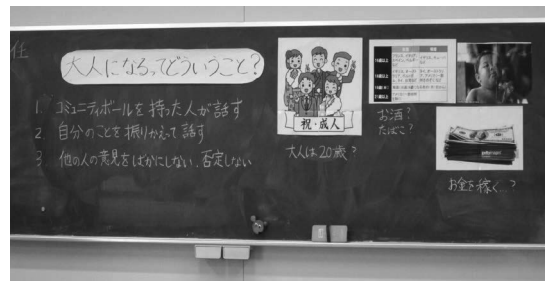 任
大人になるってどういうこと？
1. コミュニティボールを持った人が話す
2. 自分のことを振りかえって話す
3. 他の人の意見をばかにしない、否定しない
祝・成人
大人は20歳？
お酒？
たばこ？
お金を稼ぐ…？